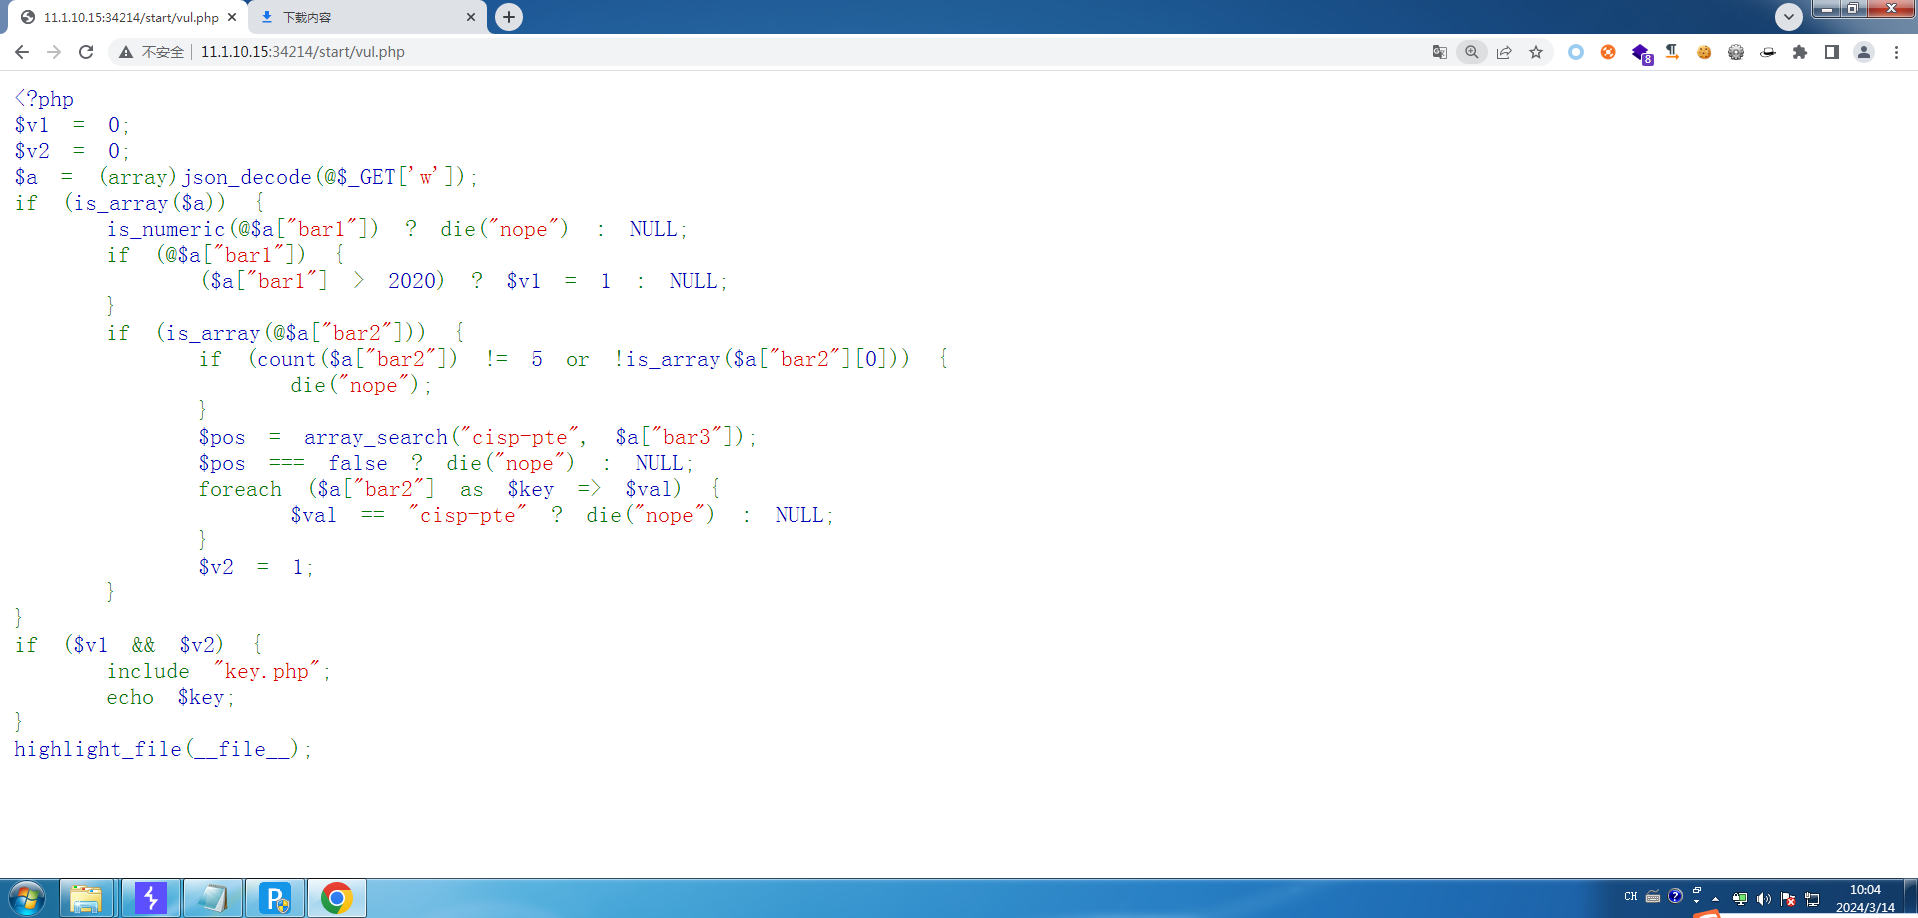 11.1.10.15:34214/start/vul.php
下载内容
不安全 11.1.10.15:34214/start/vul.php
8
<?php
$v1 = 0;
$v2 = 0;
$a = (array)json_decode(@$_GET['w']);
if (is_array($a)) {
is_numeric(@$a["bar1"]) ? die("nope") : NULL;
if (@$a["bar1"]) {
($a["bar1"] > 2020) ? $v1 = 1 : NULL;
}
if (is_array(@$a["bar2"])) {
if (count($a["bar2"]) != 5 or !is_array($a["bar2"][0])) {
die("nope");
}
$pos = array_search("cisp-pte", $a["bar3"]);
$pos === false ? die("nope") : NULL;
foreach ($a["bar2"] as $key => $val) {
$val == "cisp-pte" ? die("nope") : NULL;
}
$v2 = 1;
}
}
if ($v1 && $v2) {
include "key.php";
echo $key;
}
highlight_file(__file__);
CH
10:04
2024/3/14